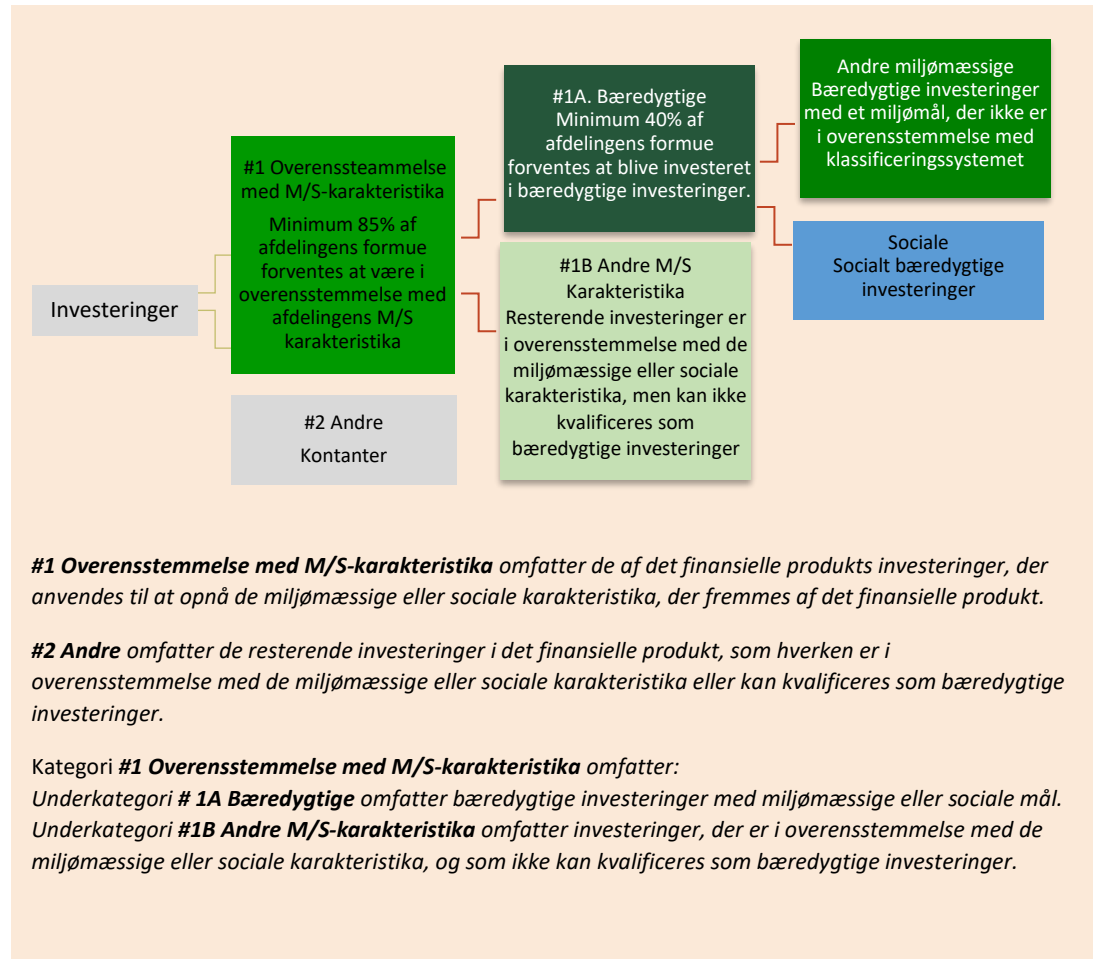 Investeringer
#1 Overenssteammelse
med M/S-karakteristika
Minimum 85% af
afdelingens formue
forventes at være i
overensstemmelse med
afdelingens M/S
karakteristika
#2 Andre
Kontanter
#1A. Bæredygtige
Minimum 40% af
afdelingens formue
forventes at blive investeret
i bæredygtige investeringer.
#1B Andre M/S
Karakteristika
Resterende investeringer er
i overensstemmelse med de
miljømæssige eller sociale
karakteristika, men kan ikke
kvalificeres som
bæredygtige investeringer
Andre miljømæssige
Bæredygtige investeringer
med et miljømål, der ikke er
i overensstemmelse med
klassificeringssystemet
Sociale
Socialt bæredygtige
investeringer
#1 Overensstemmelse med M/S-karakteristika omfatter de af det finansielle produkts investeringer, der
anvendes til at opnå de miljømæssige eller sociale karakteristika, der fremmes af det finansielle produkt.
#2 Andre omfatter de resterende investeringer i det finansielle produkt, som hverken er i
overensstemmelse med de miljømæssige eller sociale karakteristika eller kan kvalificeres som bæredygtige
investeringer.
Kategori #1 Overensstemmelse med M/S-karakteristika omfatter:
Underkategori # 1A Bæredygtige omfatter bæredygtige investeringer med miljømæssige eller sociale mål.
Underkategori #1B Andre M/S-karakteristika omfatter investeringer, der er i overensstemmelse med de
miljømæssige eller sociale karakteristika, og som ikke kan kvalificeres som bæredygtige investeringer.